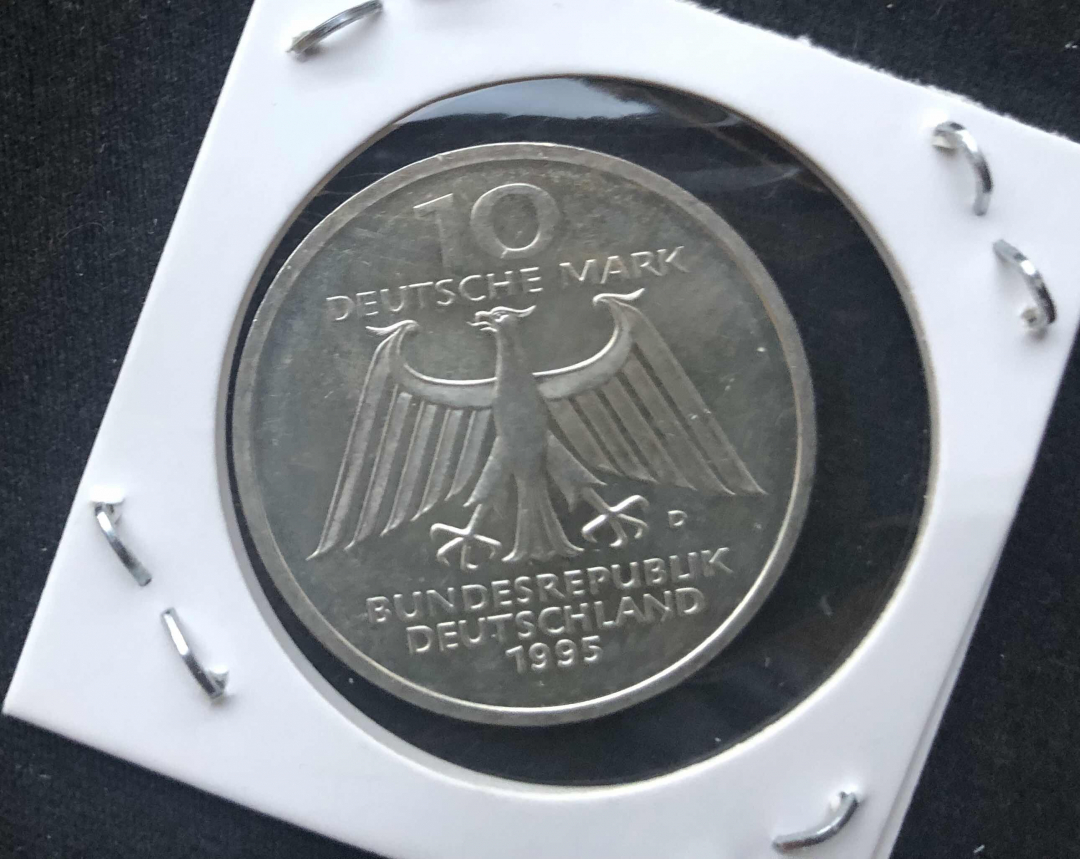 10
DEUTSCHE MARK
D
BUNDESREPUBLIK
DEUTSCHLAND
1995